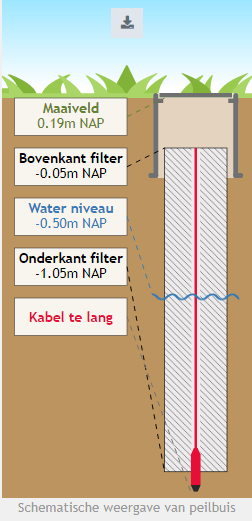 Maaiveld
0.19m NAP
Bovenkant filter
-0.05m NAP
Water niveau
-0.50m NAP
Onderkant filter
-1.05m NAP
Kabel te lang
Schematische weergave van peilbuis